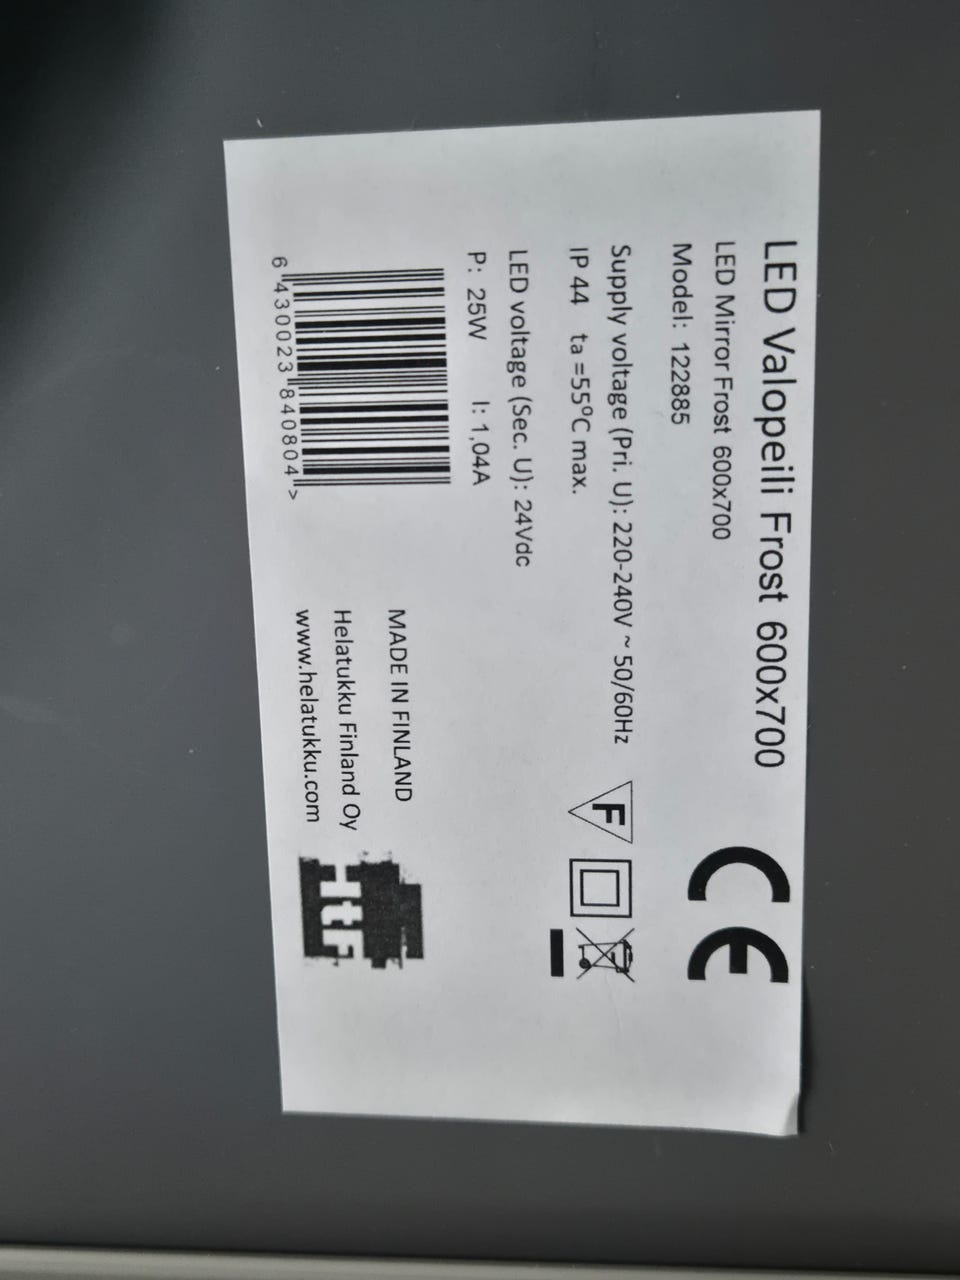 LED Valopeili Frost 600x700
LED Mirror Frost 600x700
Model: 122885
Supply voltage (Pri. U): 220-240V ~ 50/60Hz
IP 44 ta =55°C max.
F
CE
LED voltage (Sec. U): 24Vdc
P: 25W I: 1,04A
6 430023 840804 >
MADE IN FINLAND
Helatukku Finland Oy
www.helatukku.com
Htf